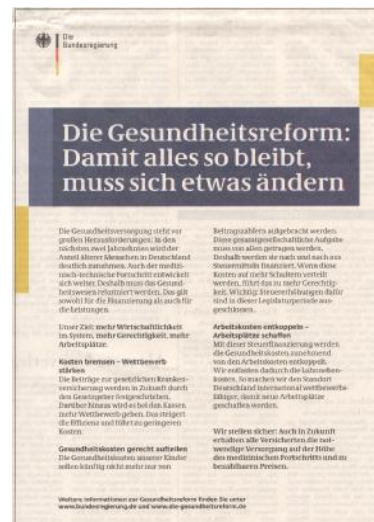 Die
Bundesregierung
Die Gesundheitsreform:
Damit alles so bleibt,
muss sich etwas ändern
Die Gesundheitsversorgung steht vor
großen Herausforderungen: In den
nächsten zwei Jahrzehnten wird der
Anteil älterer Menschen in Deutschland
deutlich zunehmen. Auch der medizi-
nisch-technische Fortschritt entwickelt
sich weiter. Deshalb muss das Gesund-
heitswesen reformiert werden. Das gilt
sowohl für die Finanzierung als auch für
die Leistungen.
Unser Ziel: mehr Wirtschaftlichkeit
im System, mehr Gerechtigkeit, mehr
Arbeitsplätze.
Kosten bremsen – Wettbewerb
stärken
Die Beiträge zur gesetzlichen Kranken-
versicherung werden in Zukunft durch
den Gesetzgeber festgeschrieben.
Darüber hinaus wird es bei den Kassen
mehr Wettbewerb geben. Das steigert
die Effizienz und führt zu geringeren
Kosten.
Gesundheitskosten gerecht aufteilen
Die Gesundheitskosten unserer Kinder
sollen künftig nicht mehr nur von
Beitragszahlern aufgebracht werden.
Diese gesamtgesellschaftliche Aufgabe
muss von allen getragen werden.
Deshalb werden sie nach und nach aus
Steuermitteln finanziert. Wenn diese
Kosten auf mehr Schultern verteilt
werden, führt das zu mehr Gerechtig-
keit. Wichtig: Steuererhöhungen dafür
sind in dieser Legislaturperiode aus-
geschlossen.
Arbeitskosten entkoppeln –
Arbeitsplätze schaffen
Mit dieser Steuerfinanzierung werden
die Gesundheitskosten zunehmend
von den Arbeitskosten entkoppelt.
Wir entlasten dadurch die Lohnneben-
kosten. So machen wir den Standort
Deutschland international wettbewerbs-
fähiger, damit neue Arbeitsplätze
geschaffen werden.
Wir stellen sicher: Auch in Zukunft
erhalten alle Versicherten die not-
wendige Versorgung auf der Höhe
des medizinischen Fortschritts und zu
bezahlbaren Preisen.
Weitere Informationen zur Gesundheitsreform finden Sie unter
www.bundesregierung.de und www.die-gesundheitsreform.de